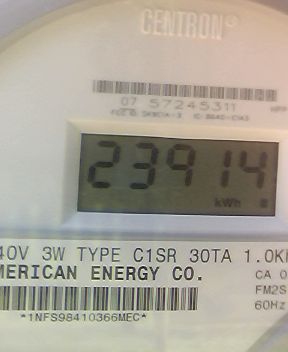 CENTRON®
07 57245311
23914
kWh
40V 3W TYPE C1SR 30TA 1.0K
MERICAN ENERGY CO.
CA 0
FM2S
60Hz
*1NFS98410366MEC*